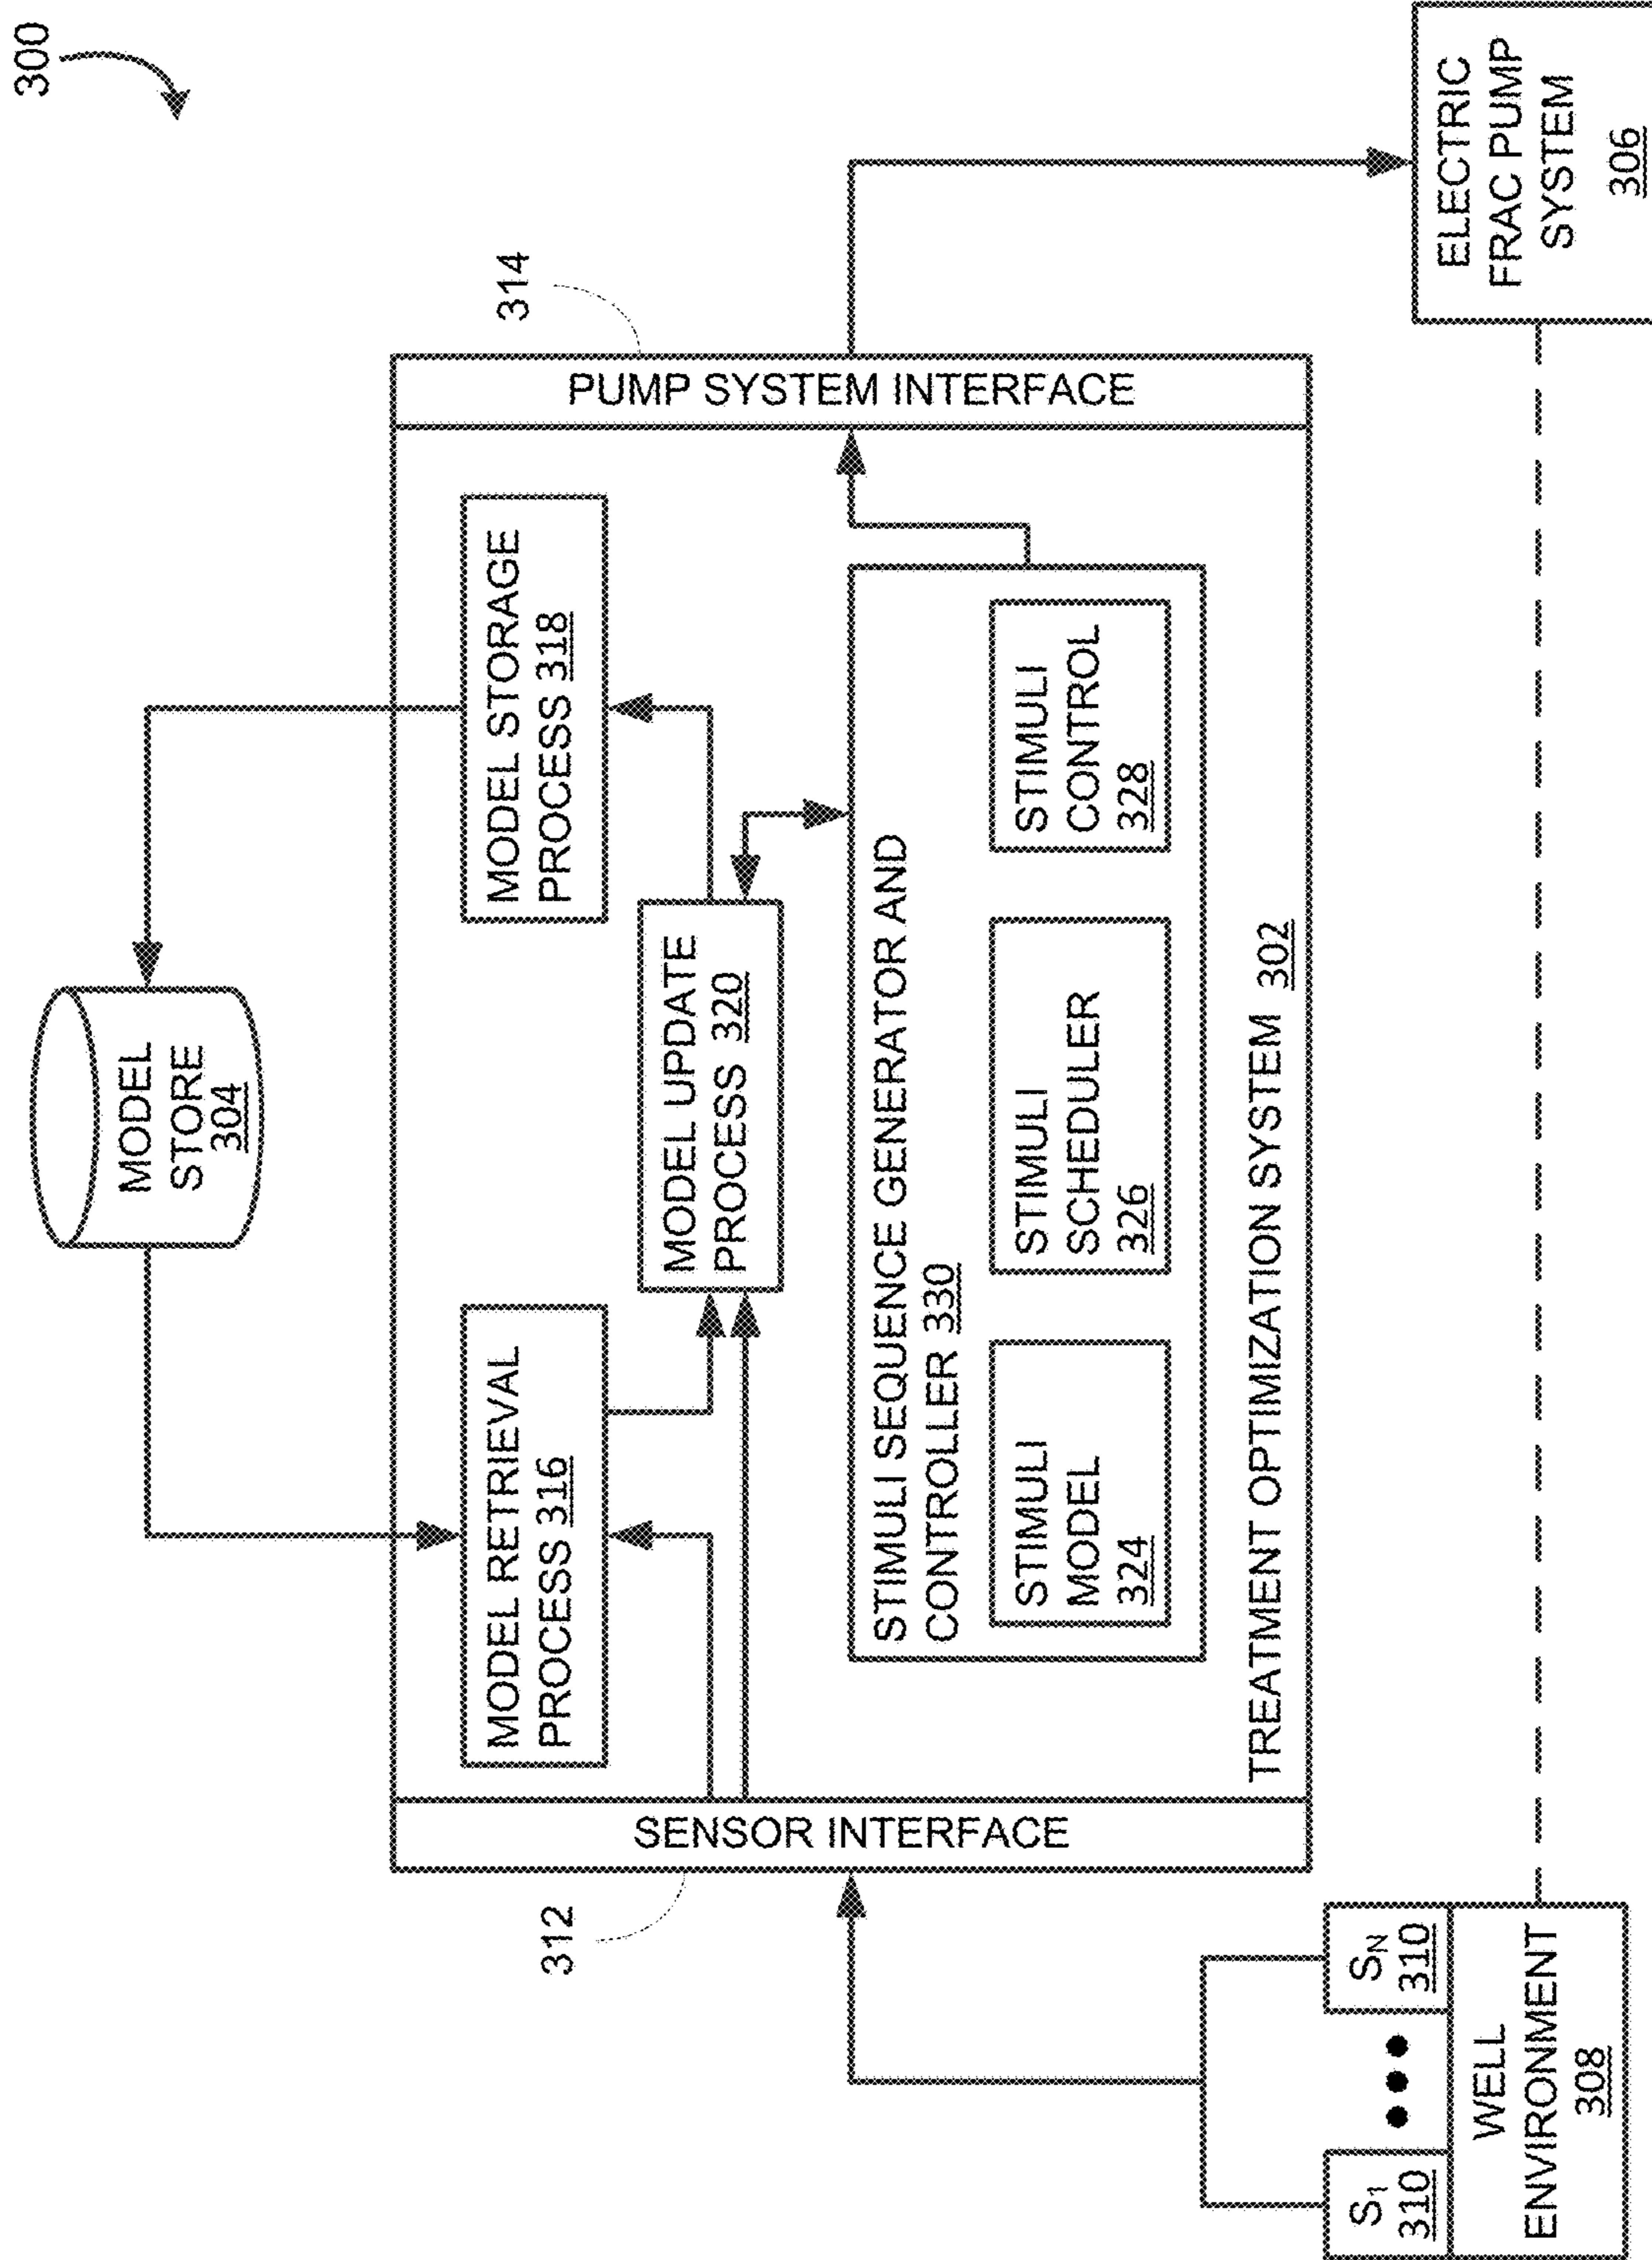 300
MODEL
STORE
304
MODEL RETRIEVAL
PROCESS 316
MODEL STORAGE
PROCESS 318
MODEL UPDATE
PROCESS 320
312
SENSOR INTERFACE
314
PUMP SYSTEM INTERFACE
STIMULI SEQUENCE GENERATOR AND
CONTROLLER 330
STIMULI
MODEL
324
STIMULI
SCHEDULER
326
STIMULI
CONTROL
328
TREATMENT OPTIMIZATION SYSTEM 302
S1
310
SN
310
WELL
ENVIRONMENT
308
ELECTRIC
FRAC PUMP
SYSTEM
306